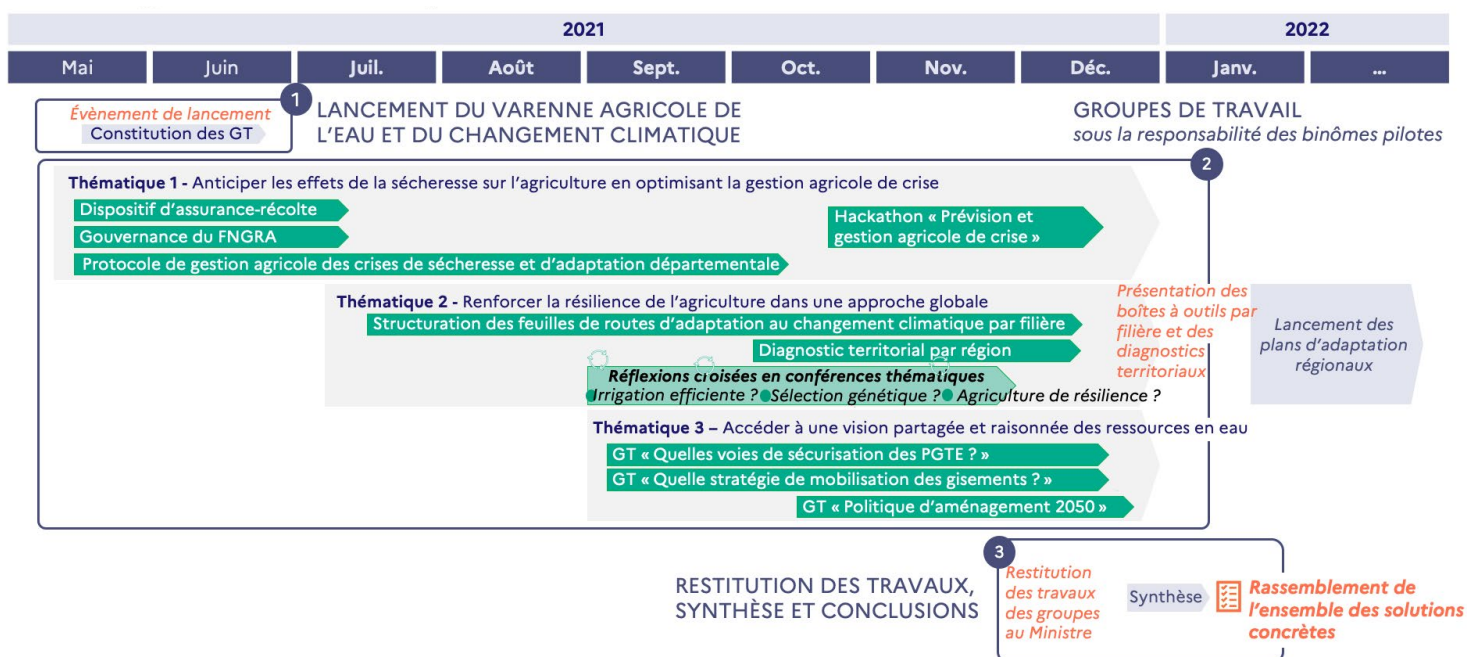 2021
2022
Mai
Juin
Juil.
Août
Sept.
Oct.
Nov.
Déc.
Janv.
...
Évènement de lancement
Constitution des GT
1
LANCEMENT DU VARENNE AGRICOLE DE
L'EAU ET DU CHANGEMENT CLIMATIQUE
GROUPES DE TRAVAIL
sous la responsabilité des binômes pilotes
2
Thématique 1 - Anticiper les effets de la sécheresse sur l'agriculture en optimisant la gestion agricole de crise
Dispositif d'assurance-récolte
Gouvernance du FNGRA
Protocole de gestion agricole des crises de sécheresse et d'adaptation départementale
Hackathon « Prévision et
gestion agricole de crise »
Thématique 2 - Renforcer la résilience de l'agriculture dans une approche globale
Structuration des feuilles de routes d'adaptation au changement climatique par filière
Diagnostic territorial par région
Réflexions croisées en conférences thématiques
Irrigation efficiente ? Sélection génétique ? Agriculture de résilience ?
Présentation des
boîtes à outils par
filière et des
diagnostics
territoriaux
Lancement des
plans d'adaptation
régionaux
Thématique 3 – Accéder à une vision partagée et raisonnée des ressources en eau
GT « Quelles voies de sécurisation des PGTE ? »
GT « Quelle stratégie de mobilisation des gisements ? »
GT « Politique d'aménagement 2050 »
3
RESTITUTION DES TRAVAUX,
SYNTHÈSE ET CONCLUSIONS
Restitution
des travaux
des groupes
au Ministre
Synthèse
Rassemblement de
l'ensemble des solutions
concrètes